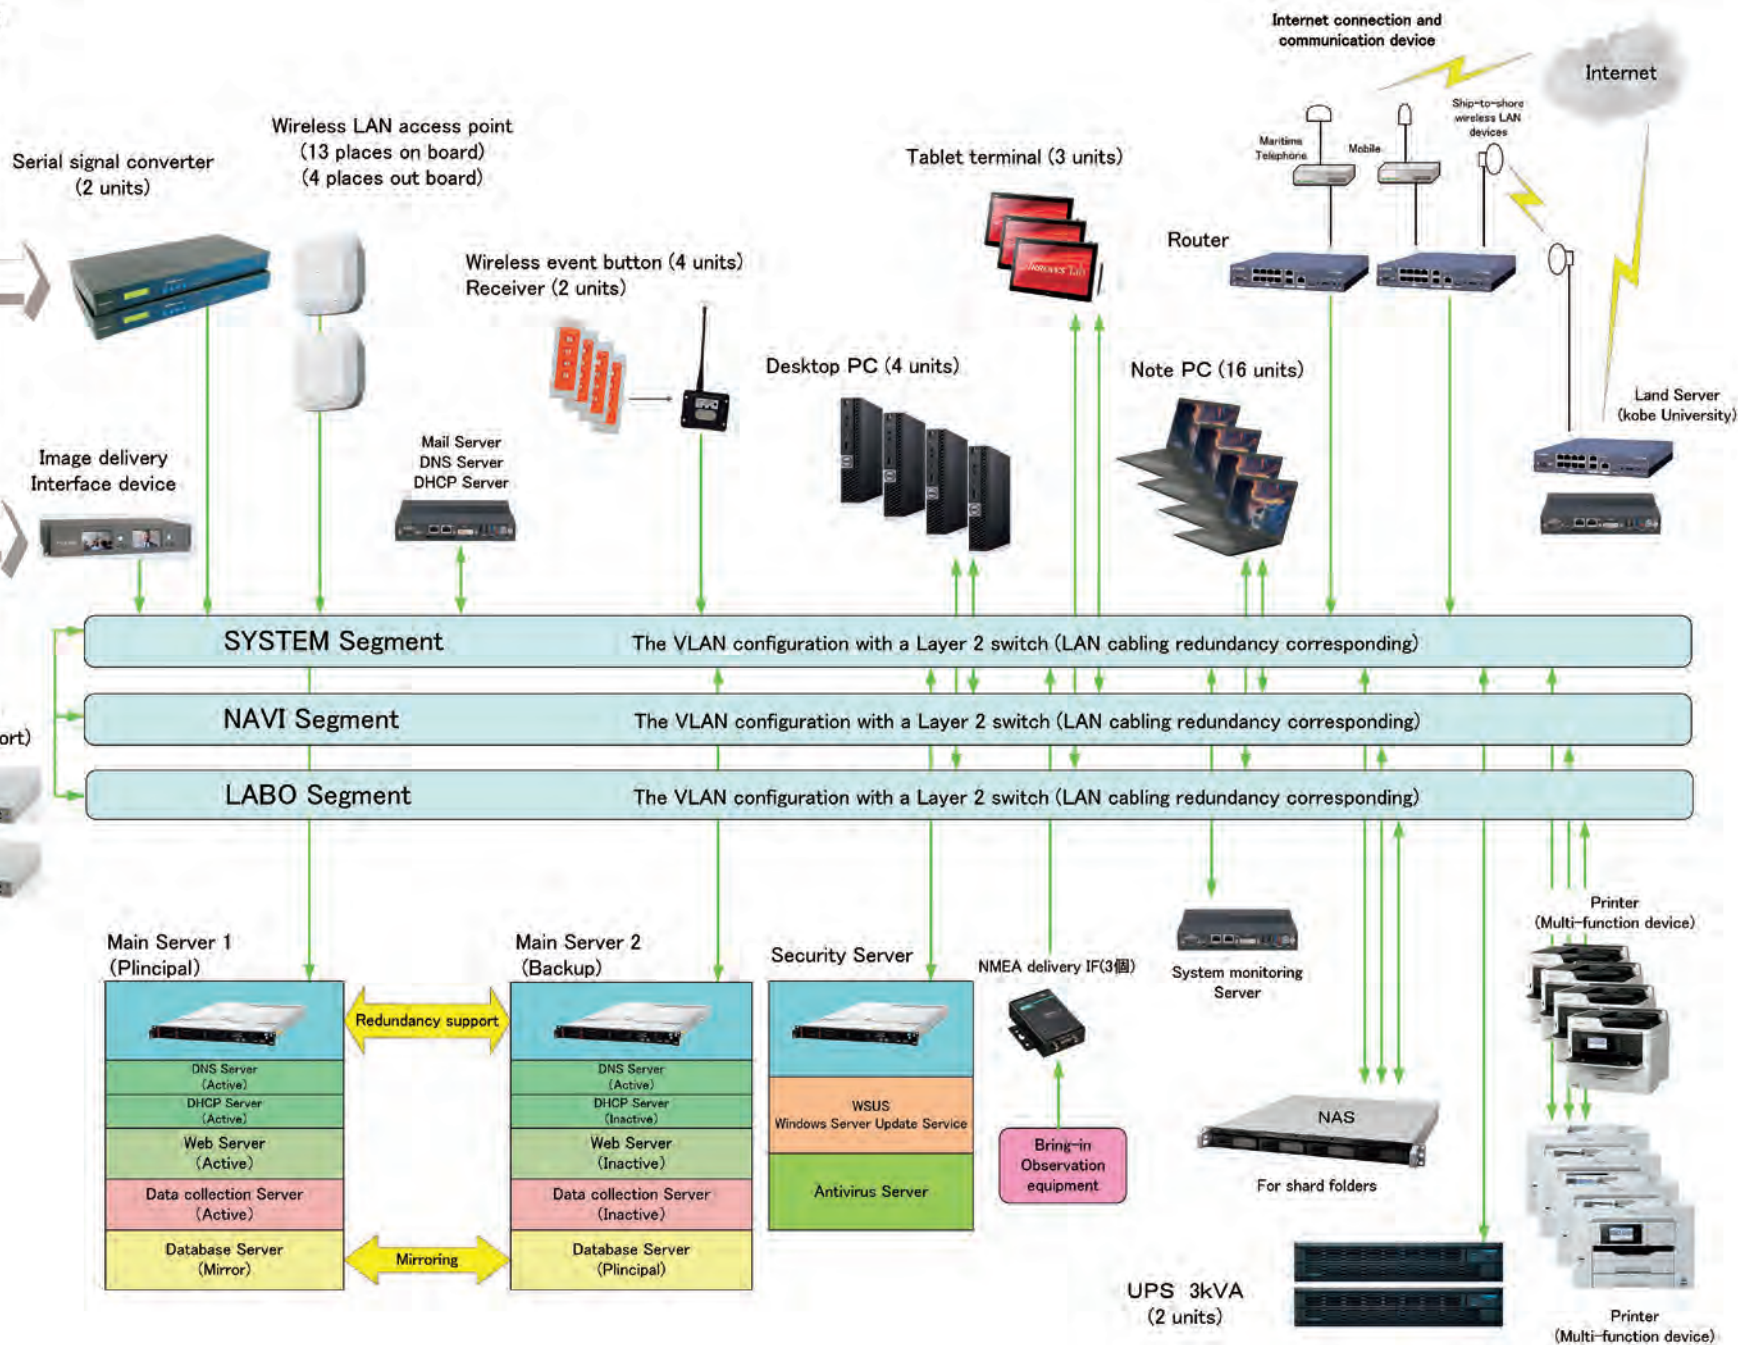 Internet connection and
communication device
Internet
Ship-to-shore
wireless LAN
devices
Maritime
Telephone
Mobile
Wireless LAN access point
(13 places on board)
(4 places out board)
Serial signal converter
(2 units)
Tablet terminal (3 units)
Router
Wireless event button (4 units)
Receiver (2 units)
Desktop PC (4 units)
Note PC (16 units)
Land Server
(kobe University)
Image delivery
Interface device
Mail Server
DNS Server
DHCP Server
SYSTEM Segment
The VLAN configuration with a Layer 2 switch (LAN cabling redundancy corresponding)
NAVI Segment
The VLAN configuration with a Layer 2 switch (LAN cabling redundancy corresponding)
ort)
LABO Segment
The VLAN configuration with a Layer 2 switch (LAN cabling redundancy corresponding)
Main Server 1
(Plincipal)
Main Server 2
(Backup)
Security Server
NMEA delivery IF(3個)
System monitoring
Server
Printer
(Multi-function device)
Redundancy support
DNS Server
(Active)
DHCP Server
(Active)
Web Server
(Active)
Data collection Server
(Active)
Database Server
(Mirror)
Mirroring
DNS Server
(Active)
DHCP Server
(Inactive)
Web Server
(Inactive)
Data collection Server
(Inactive)
Database Server
(Plincipal)
WSUS
Windows Server Update Service
Antivirus Server
Bring-in
Observation
equipment
NAS
For shard folders
UPS 3kVA
(2 units)
Printer
(Multi-function device)